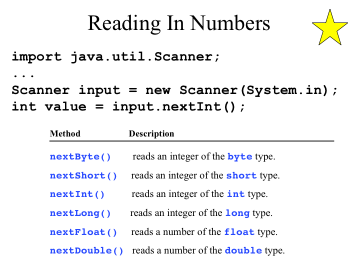 Reading In Numbers
import java.util.Scanner;
...
Scanner input = new Scanner(System.in);
int value = input.nextInt();
Method Description
nextByte() reads an integer of the byte type.
nextShort() reads an integer of the short type.
nextInt() reads an integer of the int type.
nextLong() reads an integer of the long type.
nextFloat() reads a number of the float type.
nextDouble() reads a number of the double type.